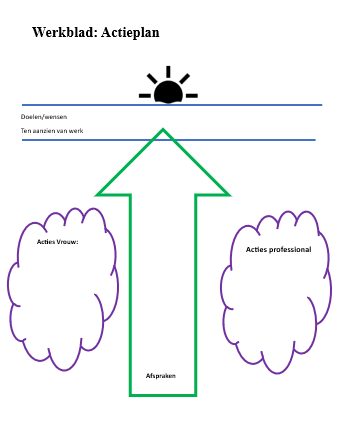 Werkblad: Actieplan
Doelen/wensen
Ten aanzien van werk
Acties Vrouw:
Acties professional
Afspraken